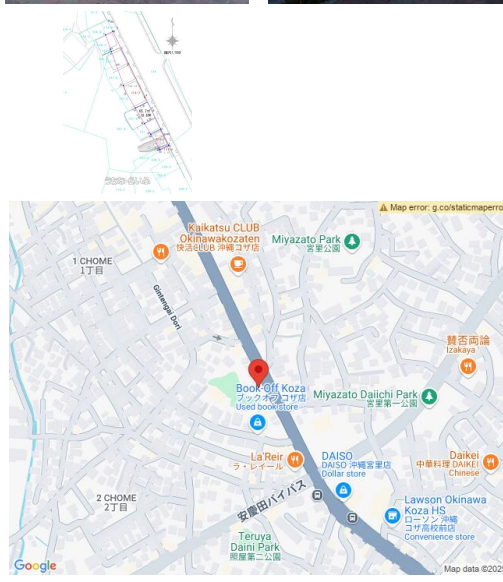 Map error: g.co/staticmaperro
Kaikatsu CLUB
Okinawakozaten
快活CLUB 沖縄コザ店
Miyazato Park
宮里公園
1 CHOME
1丁目
Gintengai Dori
賛否両論
Izakaya
Book-Off Koza
ブックオフコザ店
Used book store
Miyazato Daiichi Park
宮里第一公園
La'Reir
ラ・レイール
DAISO
DAISO 沖縄宮里店
Dollar store
Daikei
中華料理 DAIKEI
Chinese
2 CHOME
2丁目
安慶田バイパス
Lawson Okinawa
Koza HS
ローソン 沖縄
コザ高校前店
Convenience store
Teruya
Daini Park
照屋第二公園
Google
Map data ©2025